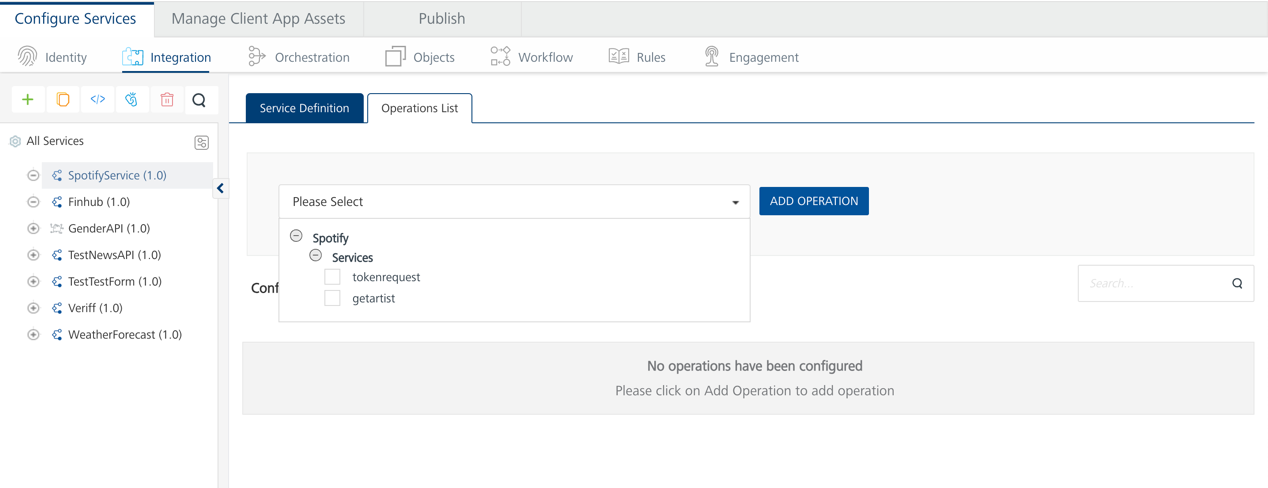 Configure Services Manage Client App Assets Publish
Identity Integration Orchestration Objects Workflow Rules Engagement
</>
All Services
SpotifyService (1.0)
Finhub (1.0)
GenderAPI (1.0)
TestNewsAPI (1.0)
TestTestForm (1.0)
Veriff (1.0)
WeatherForecast (1.0)
Service Definition Operations List
Please Select ADD OPERATION
Spotify
Services
tokenrequest
getartist
Conf
Search...
No operations have been configured
Please click on Add Operation to add operation